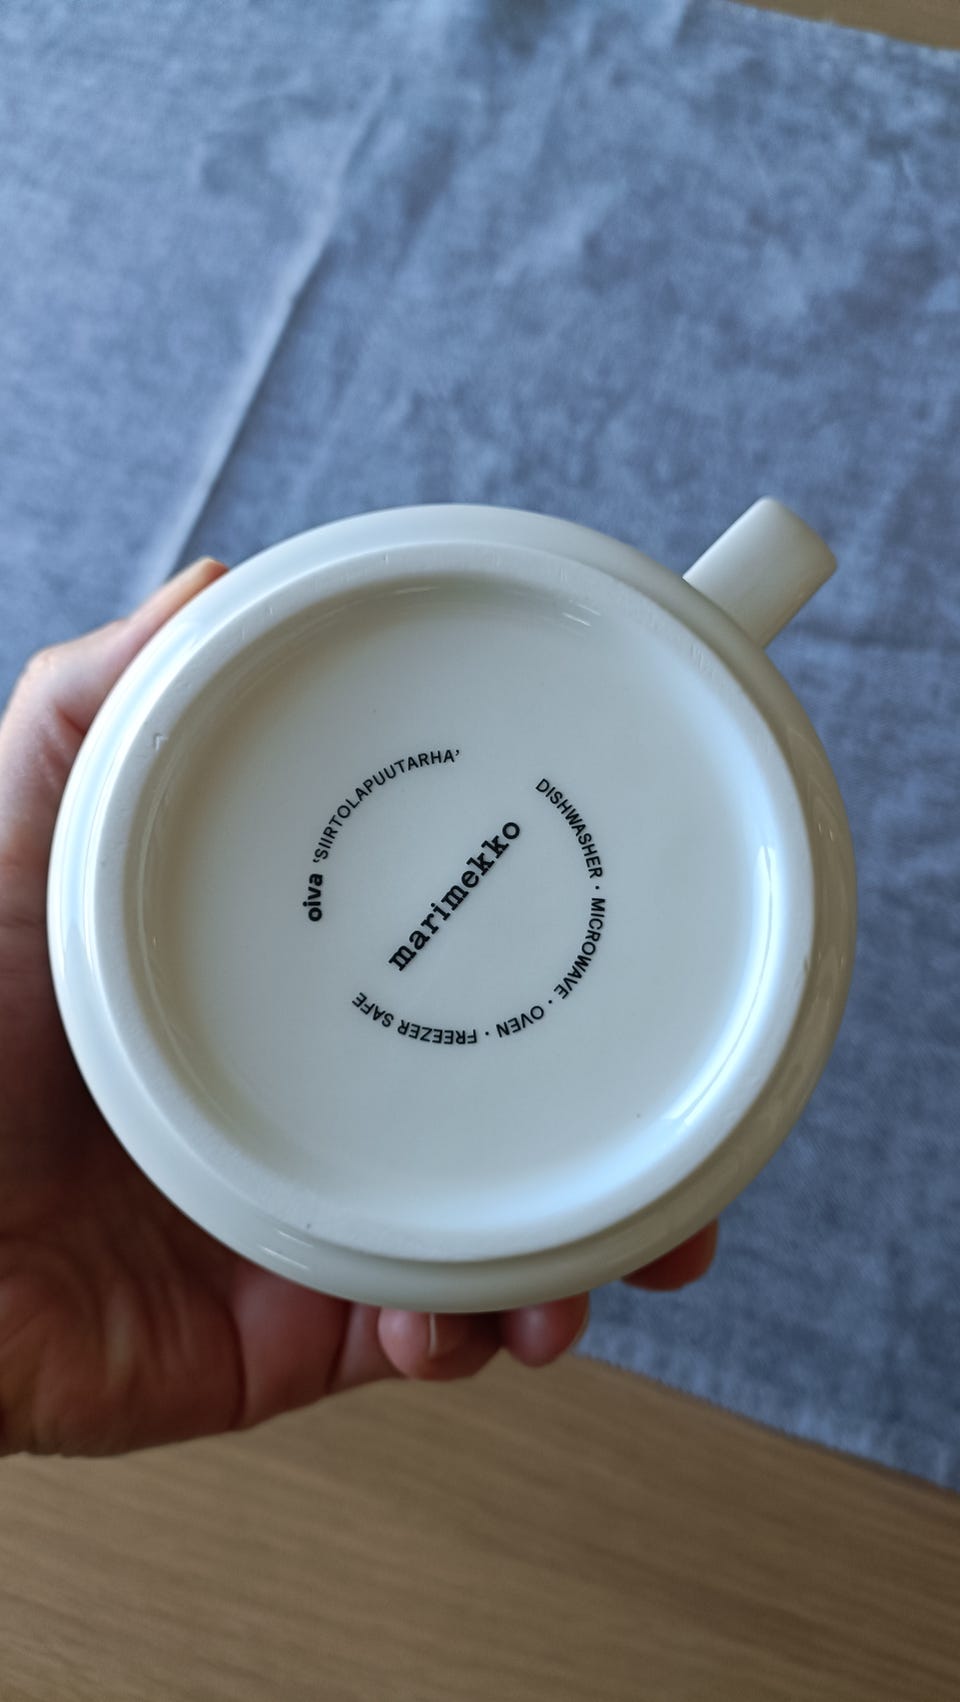 oiva 'SIIRTOLAPUUTARHA'
marimekko
DISHWASHER · MICROWAVE · OVEN · FREEZER SAFE